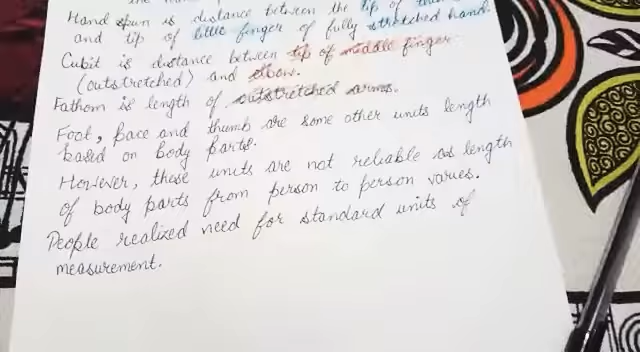 Hand spun is distance between the tip of
and tip of little finger of fully stretched hand.
Cubit is distance between tip of middle finger
(outstretched) and elbow.
Fathom is length of outstretched arms.
Foot, pace and thumb are some other units length
based on body parts.
However, these units are not reliable as length
of body parts from person to person varies.
People realized need for standard units of
measurement.